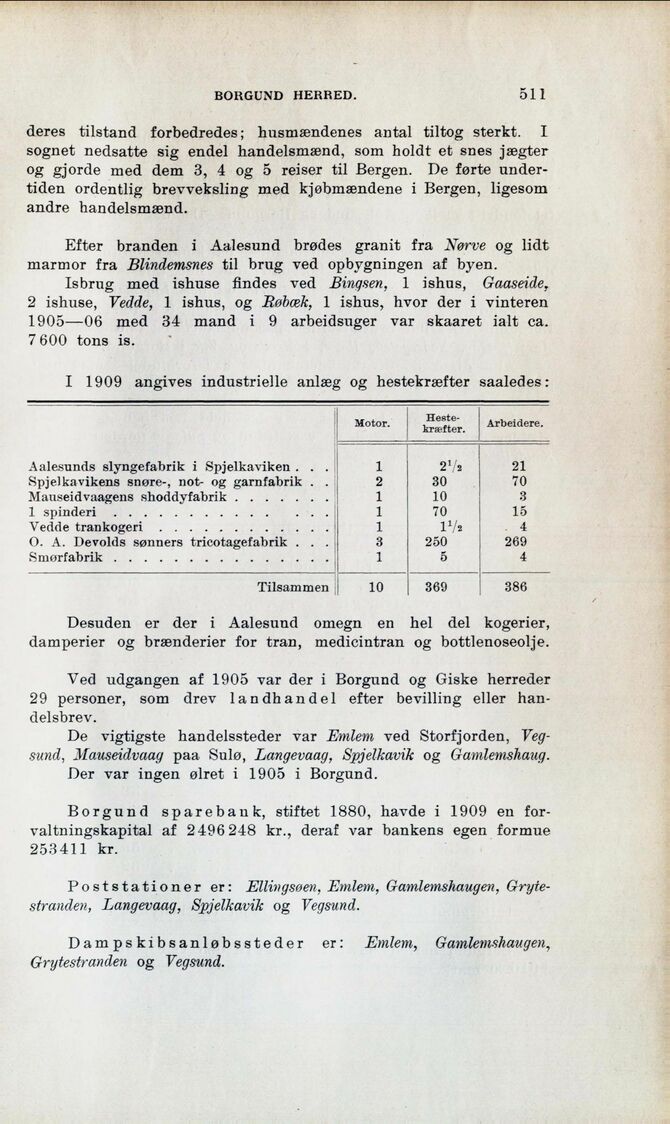 BORGUND HERRED. 511
deres tilstand forbedredes; husmændenes antal tiltog sterkt. I
sognet nedsatte sig endel handelsmænd, som holdt et snes jægter
og gjorde med dem 3, 4 og 5 reiser til Bergen. De førte under-
tiden ordentlig brevveksling med kjøbmændene i Bergen, ligesom
andre handelsmænd.
Efter branden i Aalesund brødes granit fra Nørve og lidt
marmor fra Blindemsnes til brug ved opbygningen af byen.
Isbrug med ishuse findes ved Bingsen, 1 ishus, Gaaseide,
2 ishuse, Vedde, 1 ishus, og Røbæk, 1 ishus, hvor der i vinteren
1905—06 med 34 mand i 9 arbeidsuger var skaaret ialt ca.
7600 tons is.
I 1909 angives industrielle anlæg og hestekræfter saaledes:
Motor. Heste-kræfter. Arbeidere.
Aalesunds slyngefabrik i Spjelkaviken . . . 1 2 1/2 21
Spjelkavikens snøre-, not- og garnfabrik . . 2 30 70
Mauseidvaagens shoddyfabrik . . . . . . . 1 10 3
1 spinderi . . . . . . . . . . . . . . 1 70 15
Vedde trankogeri . . . . . . . . . . . . 1 1 1/2 4
O. A. Devolds sønners tricotagefabrik . . . 3 250 269
Smørfabrik . . . . . . . . . . . . . . . 1 5 4
Tilsammen 10 369 386
Desuden er der i Aalesund omegn en hel del kogerier,
damperier og brænderier for tran, medicintran og bottlenoseolje.
Ved udgangen af 1905 var der i Borgund og Giske herreder
29 personer, som drev landhandel efter bevilling eller han-
delsbrev.
De vigtigste handelssteder var Emlem ved Storfjorden, Veg-
sund, Mauseidvaag paa Sulø, Langevaag, Spjelkavik og Gamlemshaug.
Der var ingen ølret i 1905 i Borgund.
Borgund sparebank, stiftet 1880, havde i 1909 en for-
valtningskapital af 2496248 kr., deraf var bankens egen formue
253411 kr.
Poststationer er: Ellingsøen, Emlem, Gamlemshaugen, Gryte-
stranden, Langevaag, Spjelkavik og Vegsund.
Dampskibsanløbssteder er: Emlem, Gamlemshaugen,
Grytestranden og Vegsund.